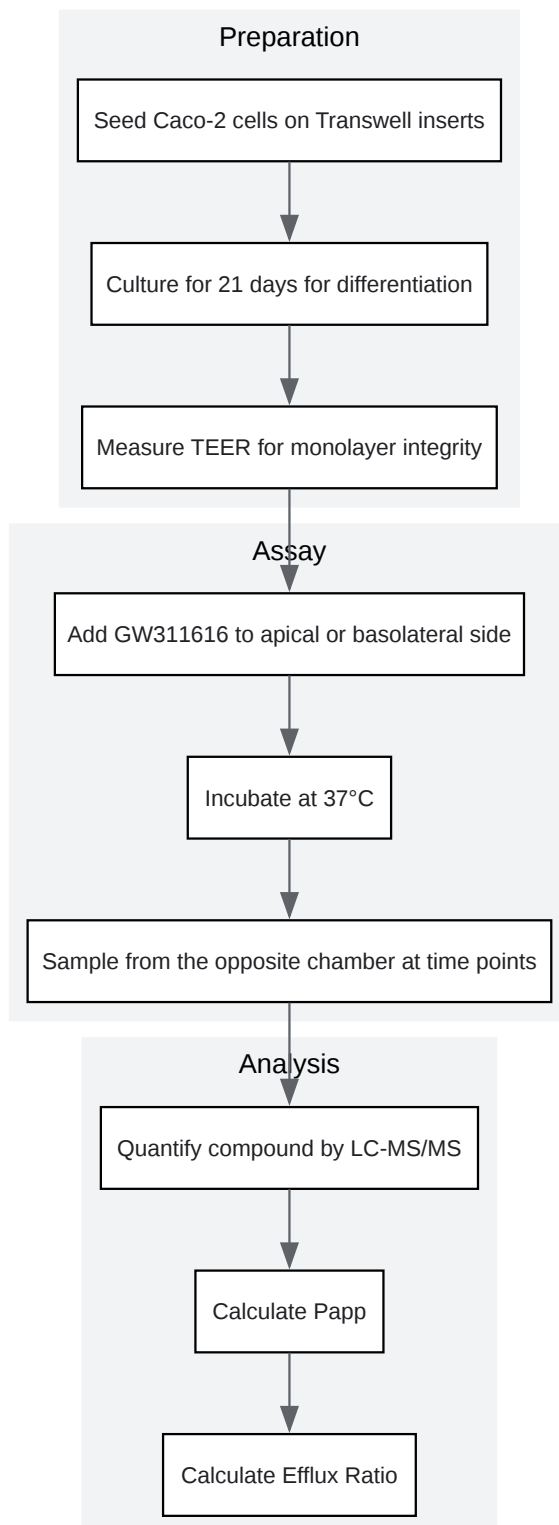 Preparation
Seed Caco-2 cells on Transwell inserts
Culture for 21 days for differentiation
Measure TEER for monolayer integrity
Assay
Add GW311616 to apical or basolateral side
Incubate at 37°C
Sample from the opposite chamber at time points
Analysis
Quantify compound by LC-MS/MS
Calculate Papp
Calculate Efflux Ratio